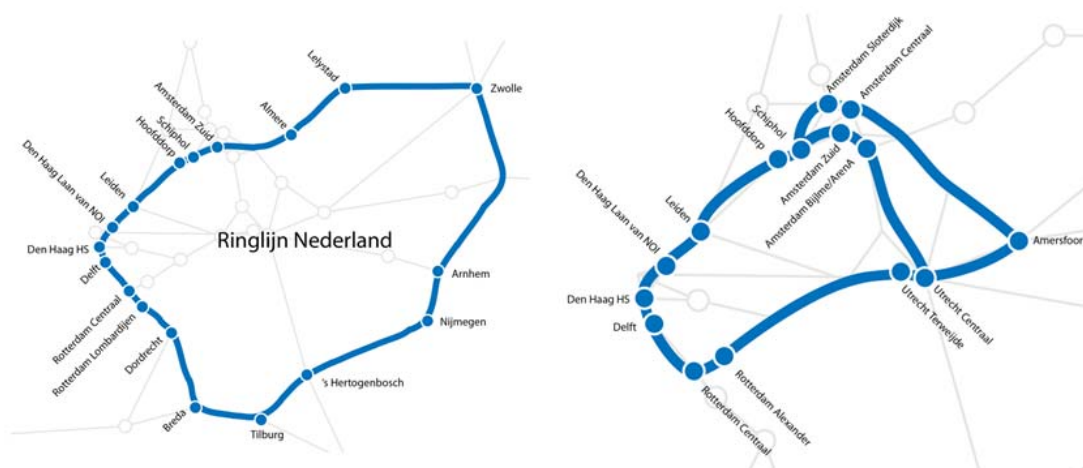 Lelystad
Zwolle
Almere
Amsterdam Zuid
Schiphol
Hoofddorp
Leiden
Den Haag Laan van NOI
Den Haag HS
Delft
Rotterdam Centraal
Rotterdam Lombardijen
Dordrecht
Breda
Tilburg
's Hertogenbosch
Nijmegen
Arnhem
Ringlijn Nederland
Amsterdam Sloterdijk
Amsterdam Centraal
Schiphol
Hoofddorp
Amsterdam Zuid
Amsterdam Bijlme/ArenA
Leiden
Den Haag Laan van NOI
Den Haag HS
Delft
Rotterdam Centraal
Rotterdam Alexander
Utrecht Terweijde
Utrecht Centraal
Amersfoor